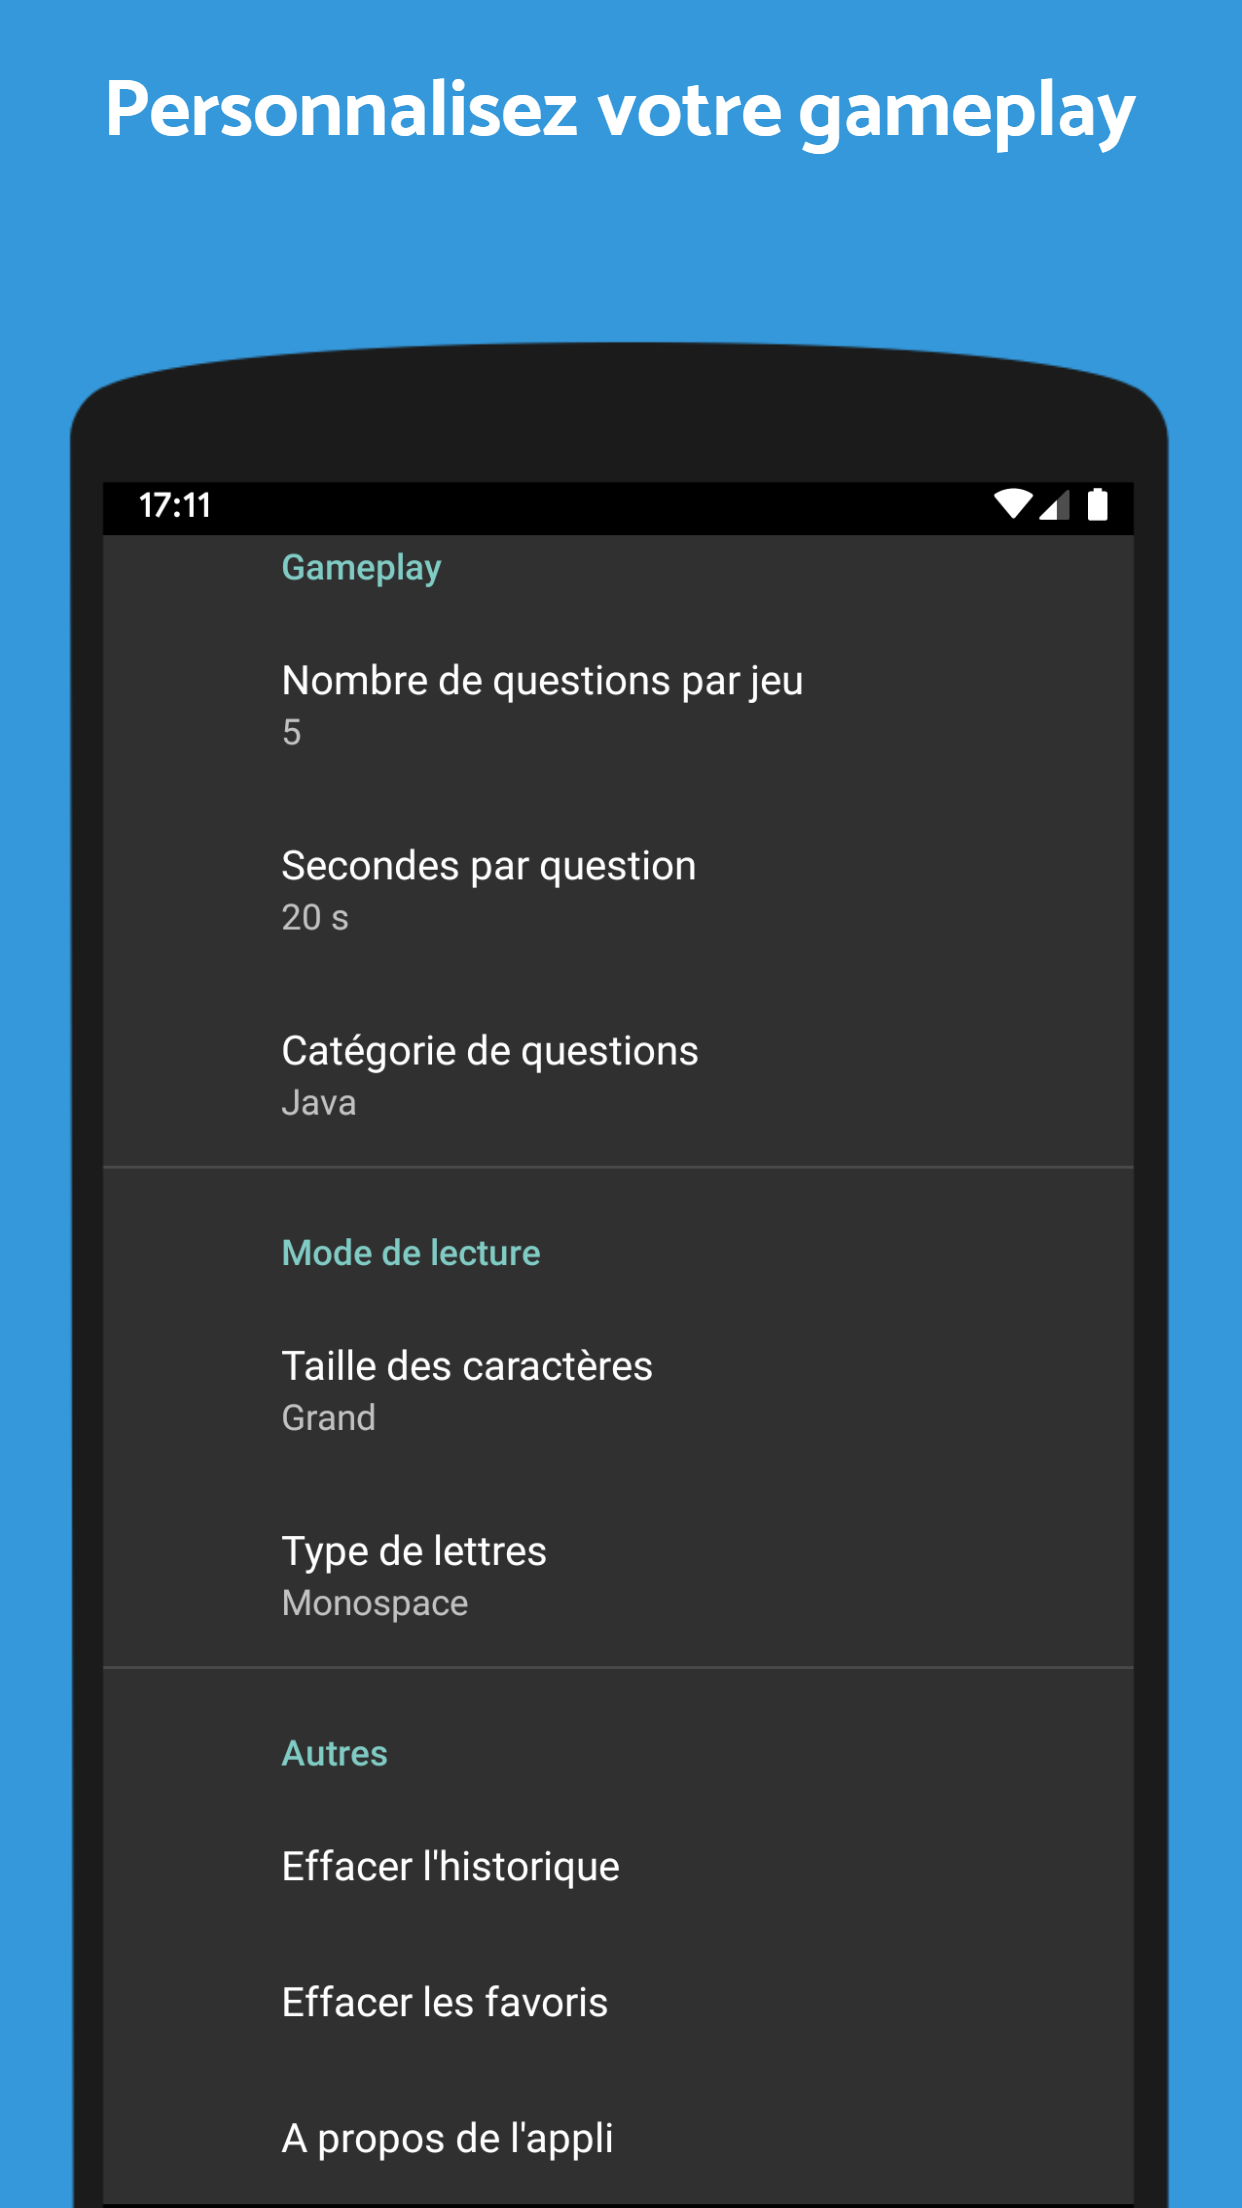 Personnalisez votre gameplay
17:11
Gameplay
Nombre de questions par jeu
5
Secondes par question
20 s
Catégorie de questions
Java
Mode de lecture
Taille des caractères
Grand
Type de lettres
Monospace
Autres
Effacer l'historique
Effacer les favoris
A propos de l'appli